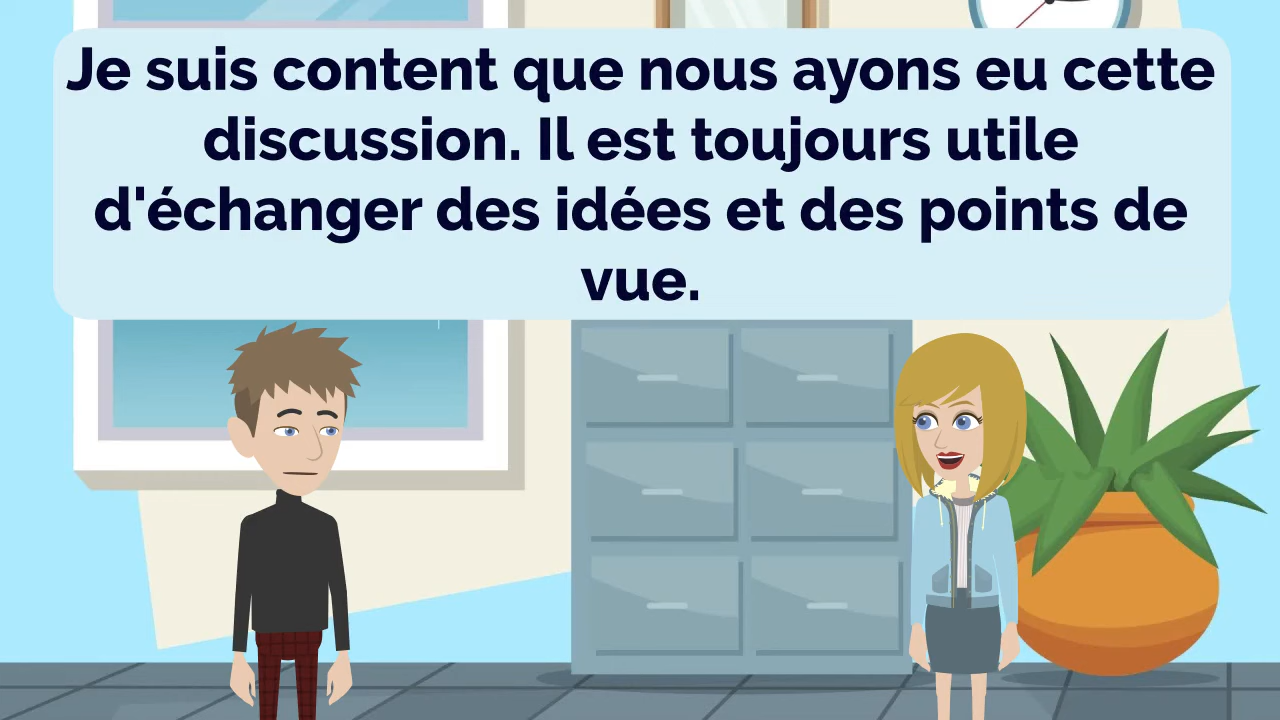 Je suis content que nous ayons eu cette
discussion. Il est toujours utile
d'échanger des idées et des points de
vue.